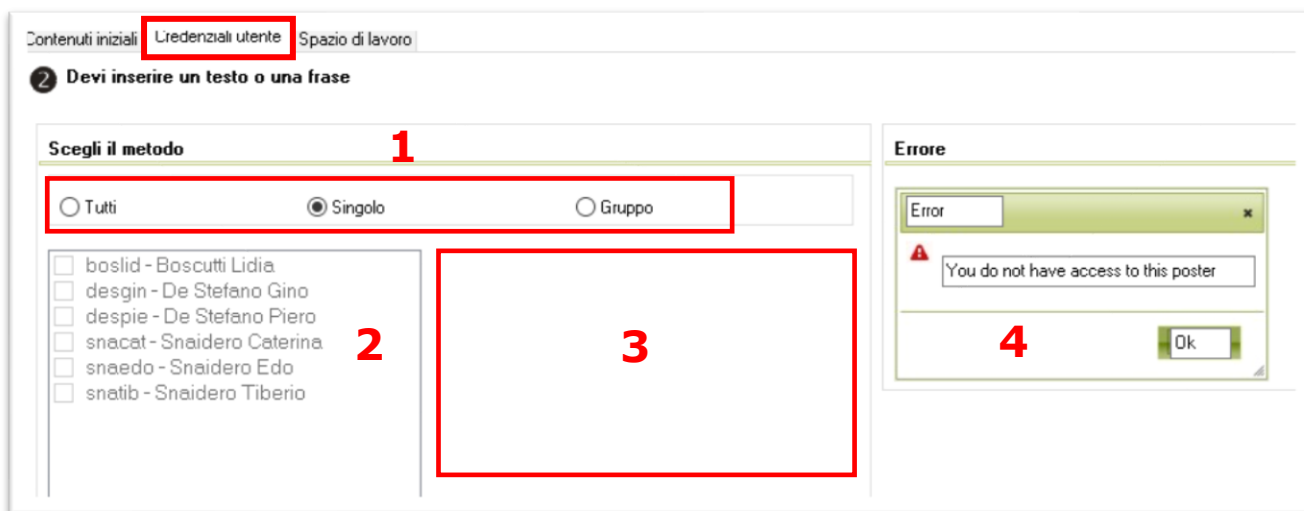 Contenuti iniziali Credenziali utente Spazio di lavoro
2 Devi inserire un testo o una frase
Scegli il metodo
1
Tutti Singolo Gruppo
boslid - Boscutti Lidia
desgin - De Stefano Gino
despie - De Stefano Piero
snacat - Snaidero Caterina
snaedo - Snaidero Edo
snatib - Snaidero Tiberio
2
3
Errore
Error ×
You do not have access to this poster
4
Ok